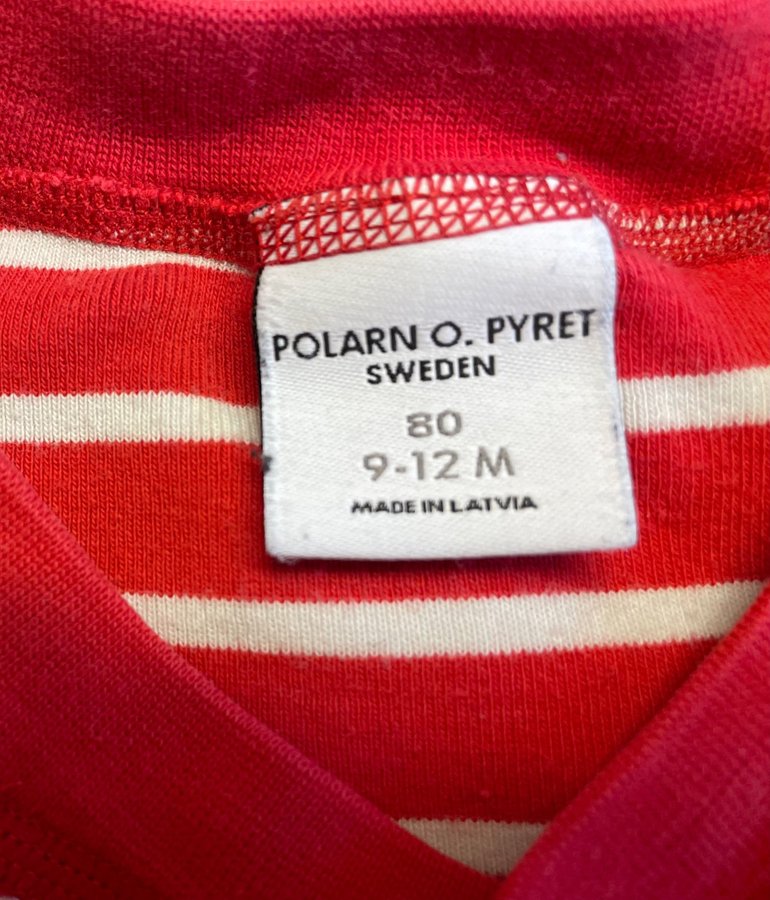 POLARN O. PYRET
SWEDEN
80
9-12 M
MADE IN LATVIA